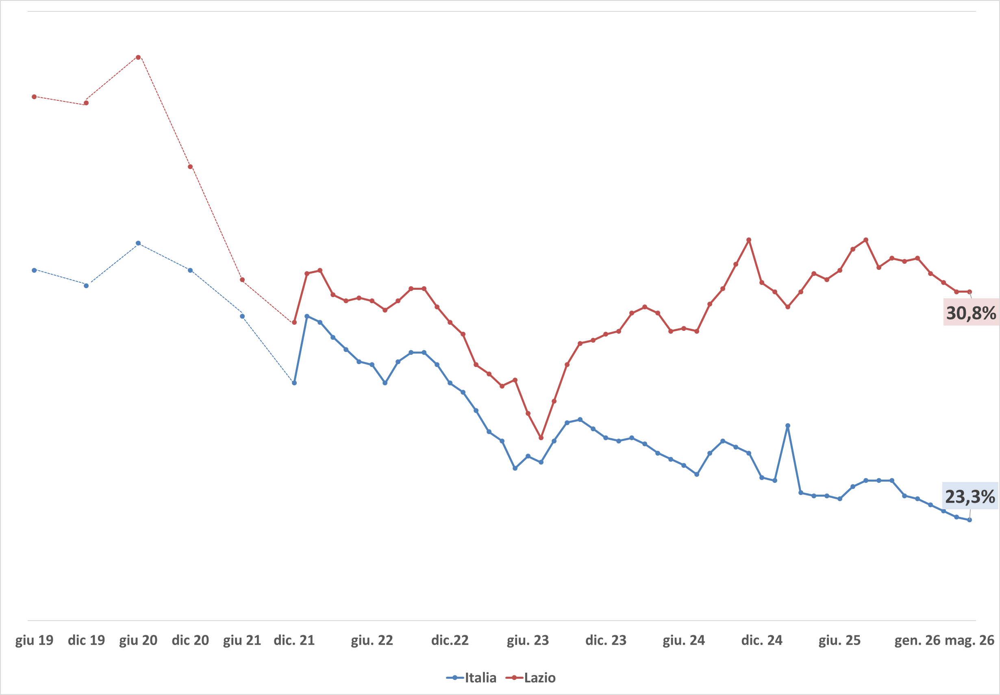 30,8%
23,3%
giu 19 dic 19 giu 20 dic 20 giu 21 dic. 21 giu. 22 dic.22 giu. 23 dic. 23 giu. 24 dic. 24 giu. 25 gen. 26 mag. 26
Italia Lazio